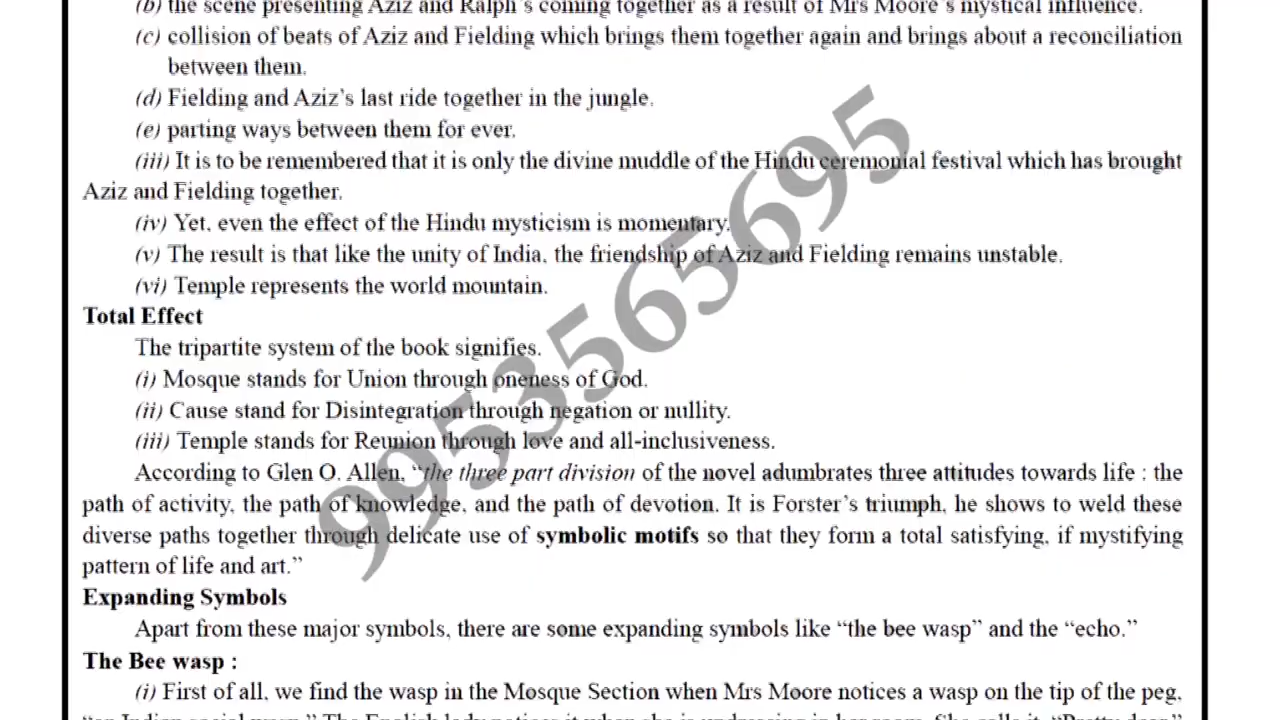 (b) the scene presenting Aziz and Ralph's coming together as a result of Mrs Moore's mystical influence.
(c) collision of beats of Aziz and Fielding which brings them together again and brings about a reconciliation
between them.
(d) Fielding and Aziz's last ride together in the jungle.
(e) parting ways between them for ever.
(iii) It is to be remembered that it is only the divine muddle of the Hindu ceremonial festival which has brought
Aziz and Fielding together.
(iv) Yet, even the effect of the Hindu mysticism is momentary.
(v) The result is that like the unity of India, the friendship of Aziz and Fielding remains unstable.
(vi) Temple represents the world mountain.
Total Effect
The tripartite system of the book signifies.
(i) Mosque stands for Union through oneness of God.
(ii) Cause stand for Disintegration through negation or nullity.
(iii) Temple stands for Reunion through love and all-inclusiveness.
According to Glen O. Allen, "the three part division of the novel adumbrates three attitudes towards life : the
path of activity, the path of knowledge, and the path of devotion. It is Forster's triumph, he shows to weld these
diverse paths together through delicate use of symbolic motifs so that they form a total satisfying, if mystifying
pattern of life and art."
Expanding Symbols
Apart from these major symbols, there are some expanding symbols like "the bee wasp" and the "echo."
The Bee wasp :
(i) First of all, we find the wasp in the Mosque Section when Mrs Moore notices a wasp on the tip of the peg,
9953565695